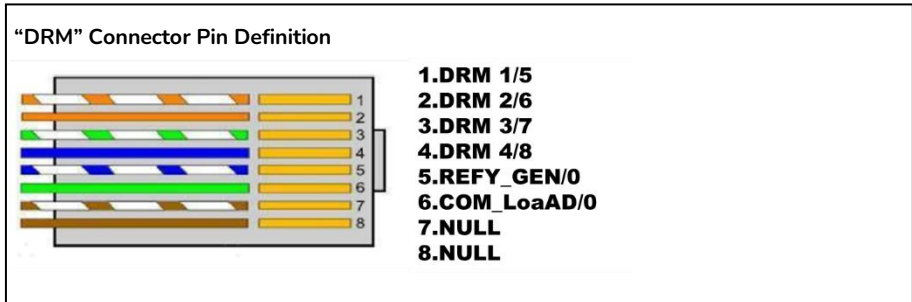 “DRM” Connector Pin Definition
1
2
3
4
5
6
7
8
1.DRM 1/5
2.DRM 2/6
3.DRM 3/7
4.DRM 4/8
5.REFY_GEN/0
6.COM_LoaAD/0
7.NULL
8.NULL